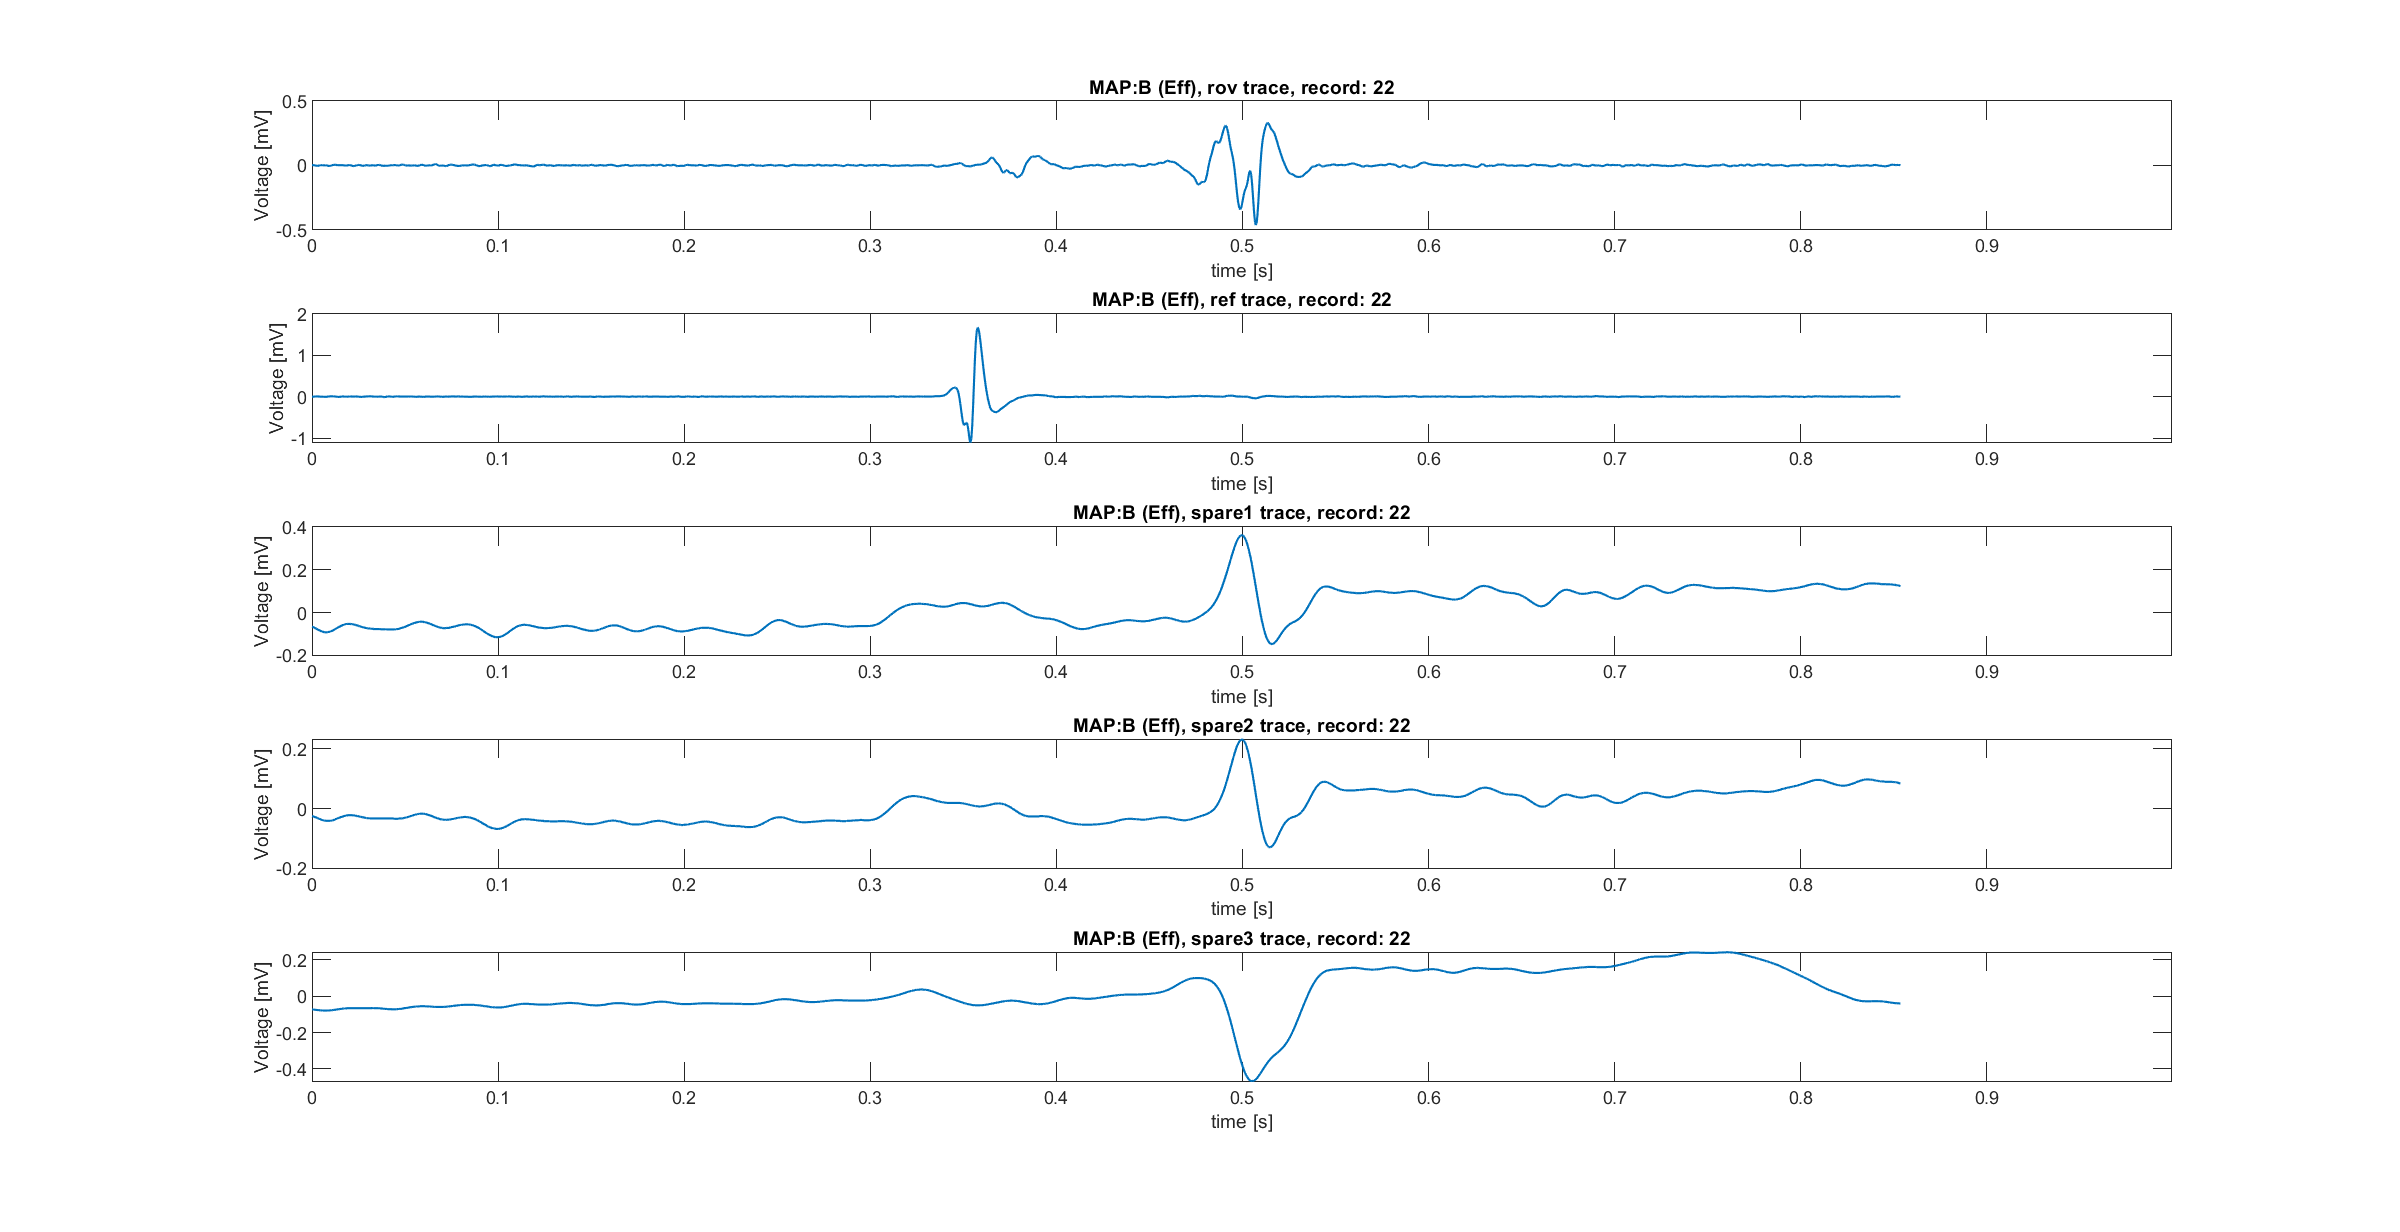 MAP:B (Eff), rov trace, record: 22
Voltage [mV]
0.5
0
-0.5
0 0.1 0.2 0.3 0.4 0.5 0.6 0.7 0.8 0.9
time [s]
MAP:B (Eff), ref trace, record: 22
Voltage [mV]
2
1
0
-1
0 0.1 0.2 0.3 0.4 0.5 0.6 0.7 0.8 0.9
time [s]
MAP:B (Eff), spare1 trace, record: 22
Voltage [mV]
0.4
0.2
0
-0.2
0 0.1 0.2 0.3 0.4 0.5 0.6 0.7 0.8 0.9
time [s]
MAP:B (Eff), spare2 trace, record: 22
Voltage [mV]
0.2
0
-0.2
0 0.1 0.2 0.3 0.4 0.5 0.6 0.7 0.8 0.9
time [s]
MAP:B (Eff), spare3 trace, record: 22
Voltage [mV]
0.2
0
-0.2
-0.4
0 0.1 0.2 0.3 0.4 0.5 0.6 0.7 0.8 0.9
time [s]